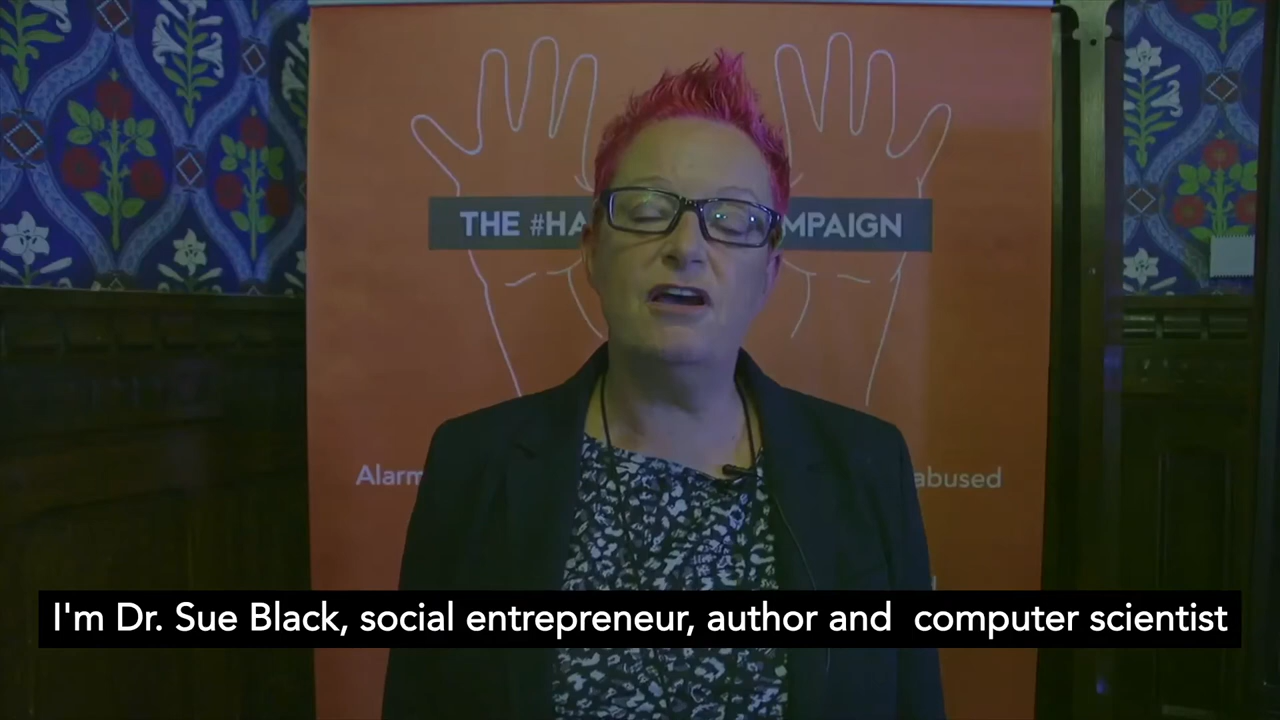 THE #HA MPAIGN
Alarm abused
I'm Dr. Sue Black, social entrepreneur, author and computer scientist